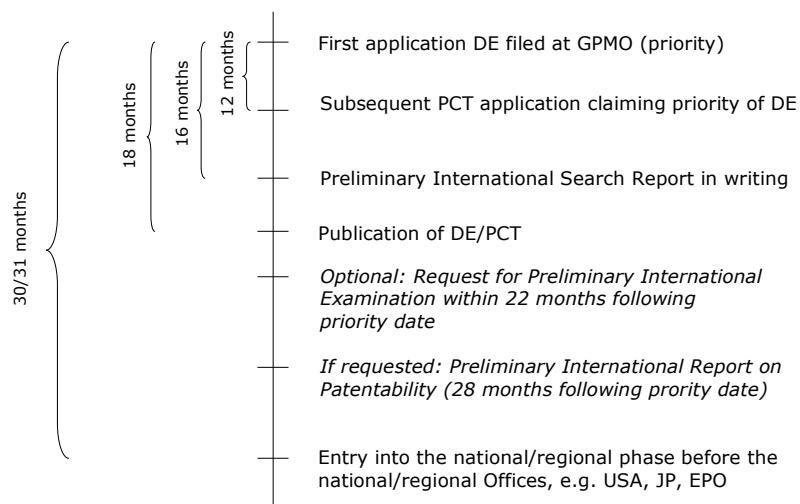 First application DE filed at GPMO (priority)
12 months
Subsequent PCT application claiming priority of DE
16 months
18 months
Preliminary International Search Report in writing
Publication of DE/PCT
30/31 months
Optional: Request for Preliminary International
Examination within 22 months following
priority date
If requested: Preliminary International Report on
Patentability (28 months following prority date)
Entry into the national/regional phase before the
national/regional Offices, e.g. USA, JP, EPO